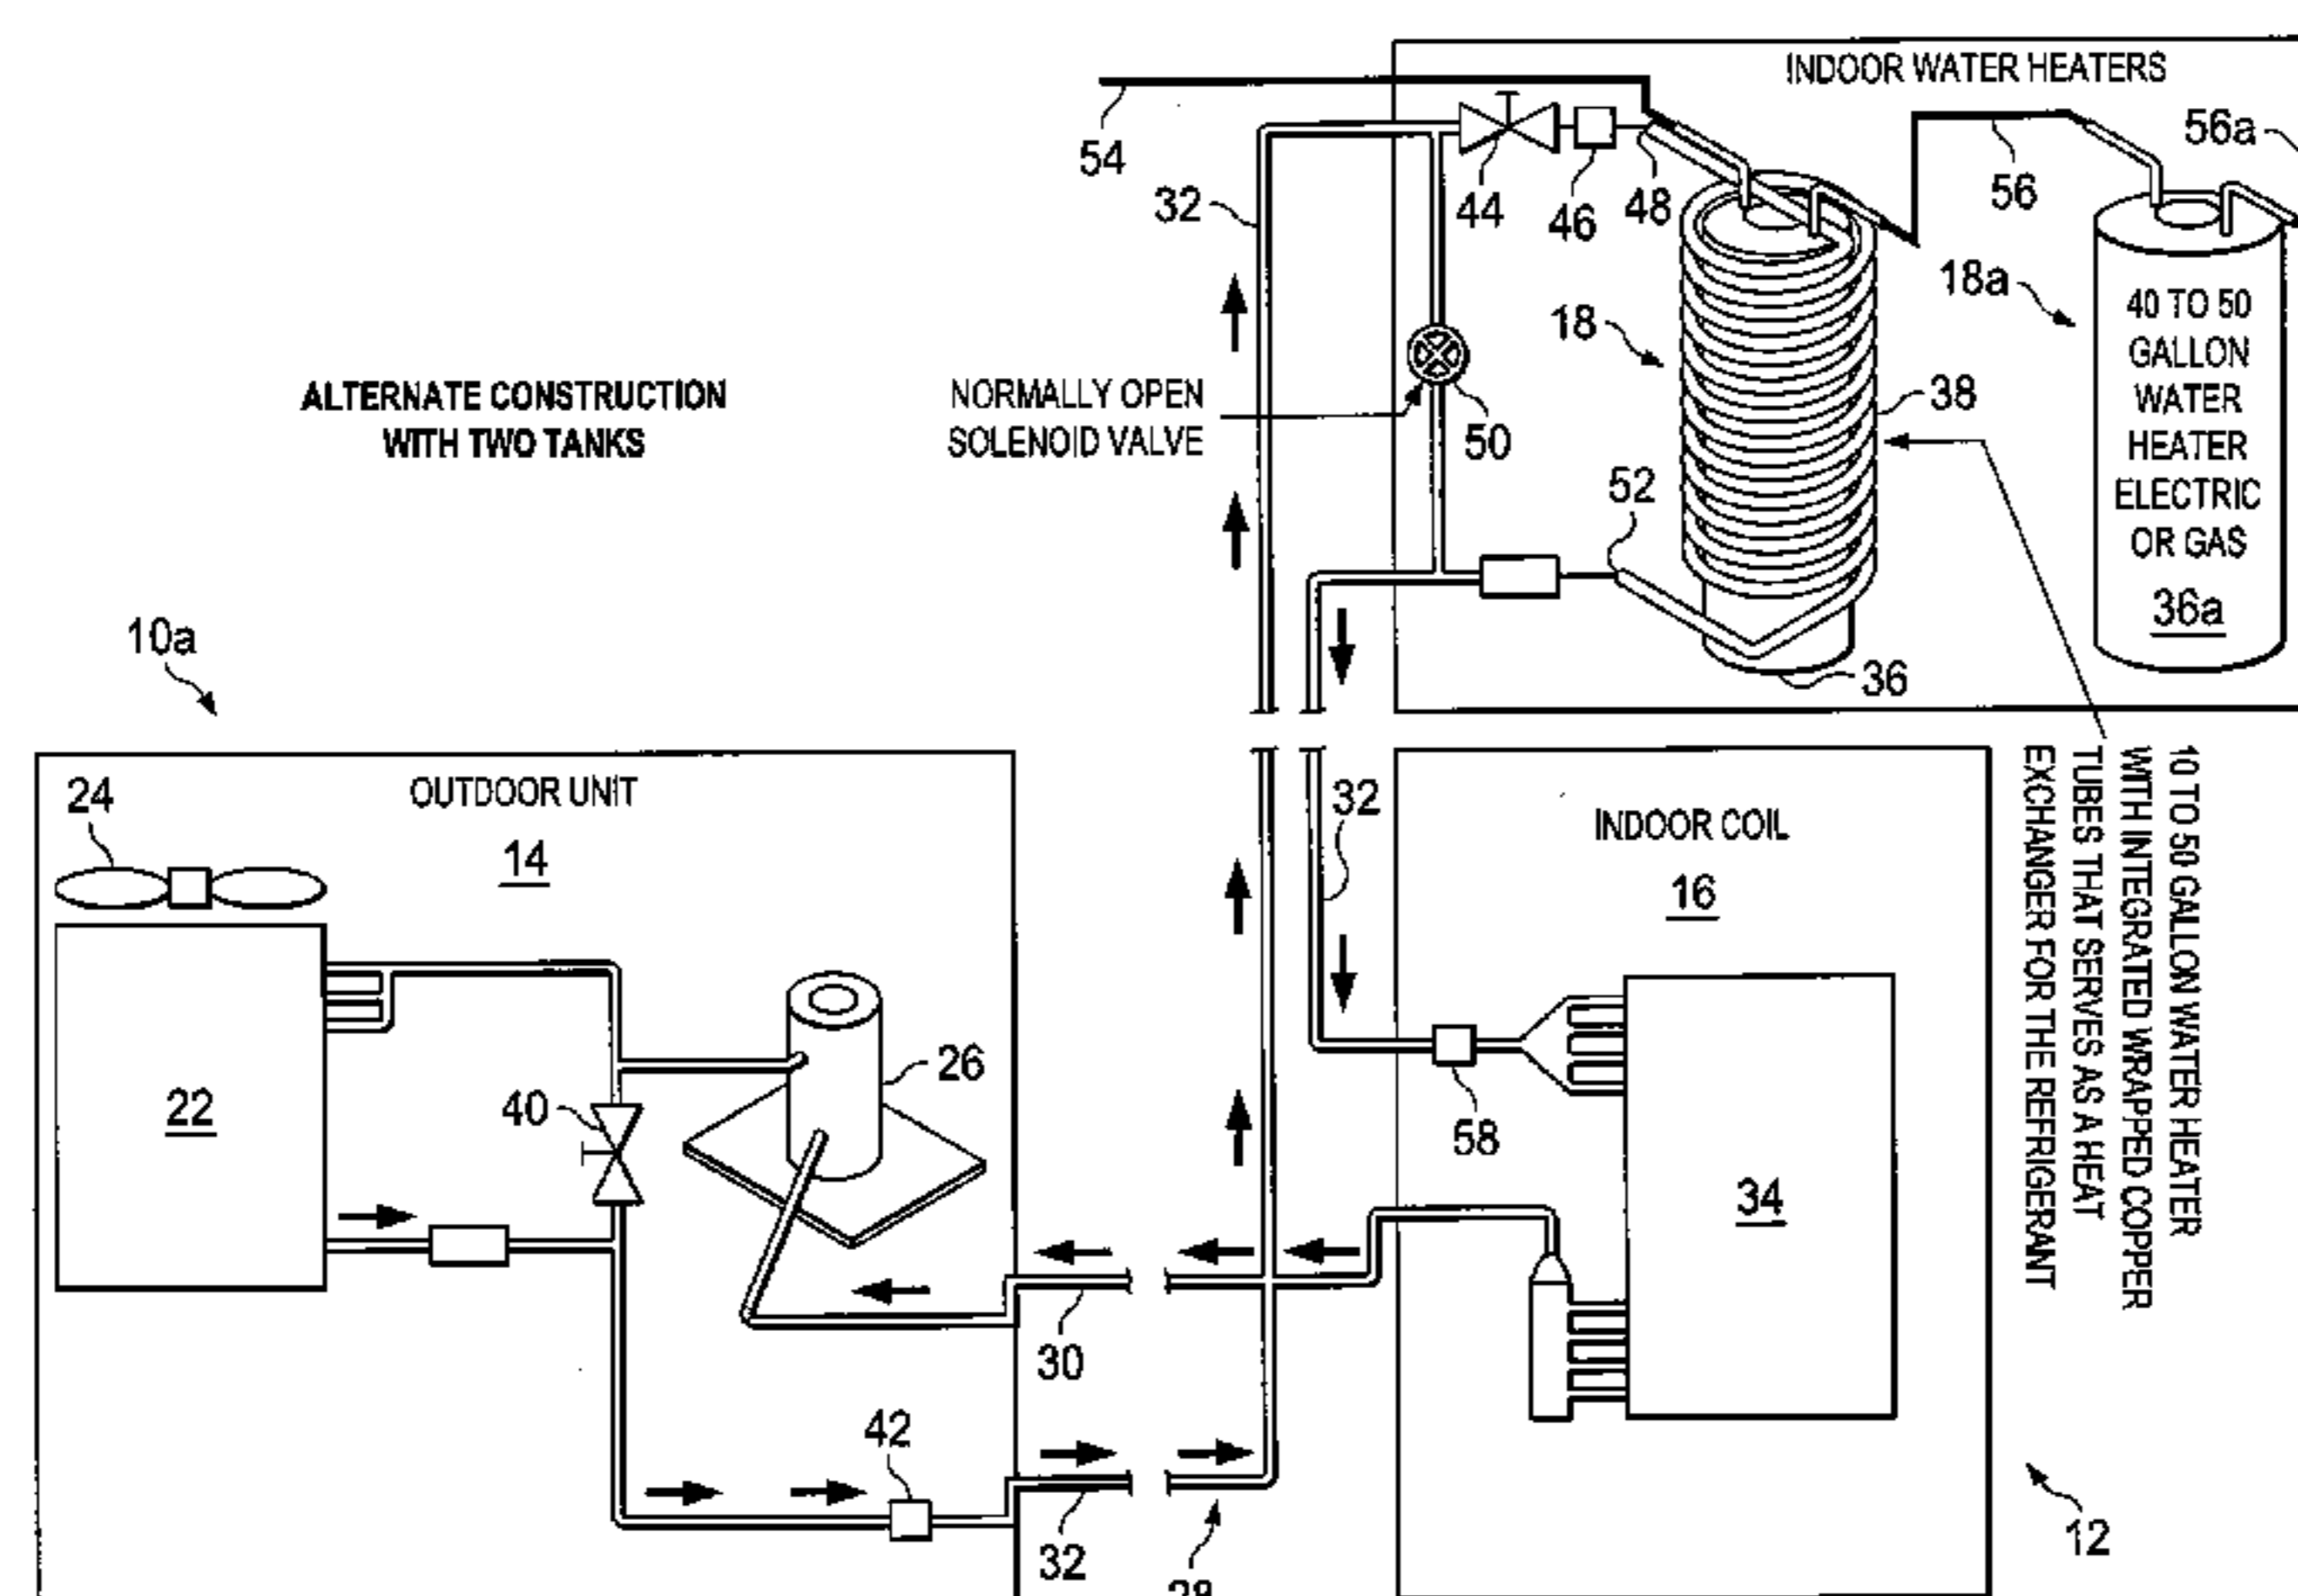 INDOOR WATER HEATERS
54
32
44
46
48
56
56a
18
18a
40 TO 50
GALLON
WATER
HEATER
ELECTRIC
OR GAS
36a
38
ALTERNATE CONSTRUCTION
WITH TWO TANKS
NORMALLY OPEN
SOLENOID VALVE
50
52
36
10a
OUTDOOR UNIT
14
24
22
40
26
42
30
32
32
INDOOR COIL
16
58
34
12
10 TO 50 GALLON WATER HEATER
WITH INTEGRATED WRAPPED COPPER
TUBES THAT SERVES AS A HEAT
EXCHANGER FOR THE REFRIGERANT